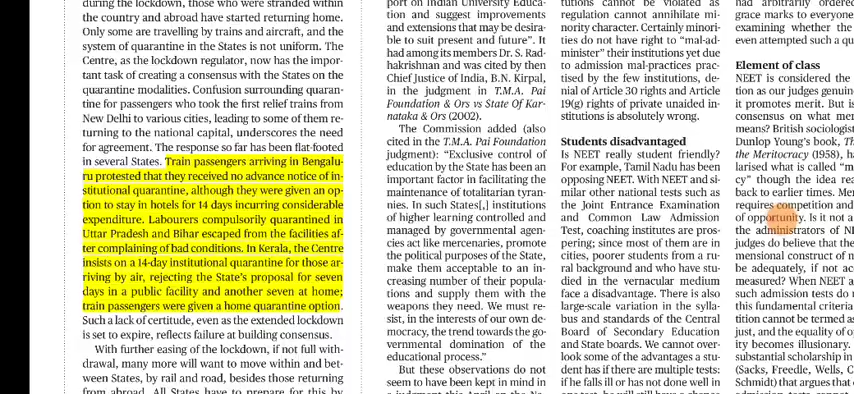 during the lockdown, those who were stranded within
the country and abroad have started returning home.
Only some are travelling by trains and aircraft, and the
system of quarantine in the States is not uniform. The
Centre, as the lockdown regulator, now has the impor-
tant task of creating a consensus with the States on the
quarantine modalities. Confusion surrounding quaran-
tine for passengers who took the first relief trains from
New Delhi to various cities, leading to some of them re-
turning to the national capital, underscores the need
for agreement. The response so far has been flat-footed
in several States. Train passengers arriving in Bengalu-
ru protested that they received no advance notice of in-
stitutional quarantine, although they were given an op-
tion to stay in hotels for 14 days incurring considerable
expenditure. Labourers compulsorily quarantined in
Uttar Pradesh and Bihar escaped from the facilities af-
ter complaining of bad conditions. In Kerala, the Centre
insists on a 14-day institutional quarantine for those ar-
riving by air, rejecting the State's proposal for seven
days in a public facility and another seven at home;
train passengers were given a home quarantine option.
Such a lack of certitude, even as the extended lockdown
is set to expire, reflects failure at building consensus.
With further easing of the lockdown, if not full with-
drawal, many more will want to move within and bet-
ween States, by rail and road, besides those returning
from abroad. All States have to prepare for this by
port on Indian University Educa-
tion and suggest improvements
and extensions that may be desira-
ble to suit present and future". It
had among its members Dr. S. Rad-
hakrishnan and was cited by then
Chief Justice of India, B.N. Kirpal,
in the judgment in T.M.A. Pai
Foundation & Ors vs State Of Kar-
nataka & Ors (2002).
The Commission added (also
cited in the T.M.A. Pai Foundation
judgment): "Exclusive control of
education by the State has been an
important factor in facilitating the
maintenance of totalitarian tyran-
nies. In such States[,] institutions
of higher learning controlled and
managed by governmental agen-
cies act like mercenaries, promote
the political purposes of the State,
make them acceptable to an in-
creasing number of their popula-
tions and supply them with the
weapons they need. We must re-
sist, in the interests of our own de-
mocracy, the trend towards the go-
vernmental domination of the
educational process."
But these observations do not
seem to have been kept in mind in
a judgment this April on the Na-
tutions cannot be violated as
regulation cannot annihilate mi-
nority character. Certainly minori-
ties do not have right to "mal-ad-
minister" their institutions yet due
to admission mal-practices prac-
tised by the few institutions, de-
nial of Article 30 rights and Article
19(g) rights of private unaided in-
stitutions is absolutely wrong.
Students disadvantaged
Is NEET really student friendly?
For example, Tamil Nadu has been
opposing NEET. With NEET and si-
milar other national tests such as
the Joint Entrance Examination
and Common Law Admission
Test, coaching institutes are pros-
pering; since most of them are in
cities, poorer students from a ru-
ral background and who have stu-
died in the vernacular medium
face a disadvantage. There is also
large-scale variation in the sylla-
bus and standards of the Central
Board of Secondary Education
and State boards. We cannot over-
look some of the advantages a stu-
dent has if there are multiple tests:
if he falls ill or has not done well in
one test, he will still have a chance
had arbitrarily ordered
grace marks to everyone
examining whether the
even attempted such a qu
Element of class
NEET is considered the
tion as our judges genuin
it promotes merit. But is
consensus on what mer
means? British sociologist
Dunlop Young's book, Th
the Meritocracy (1958), ha
larised what is called "m
cy" though the idea rea
back to earlier times. Mer
requires competition and
of opportunity. Is it not a
the administrators of NE
judges do believe that the
mensional construct of m
be adequately, if not acc
measured? When NEET a
such admission tests do n
this fundamental criteria
tition cannot be termed as
just, and the equality of op
ity becomes illusionary.
substantial scholarship in
(Sacks, Freedle, Wells, C
Schmidt) that argues that c